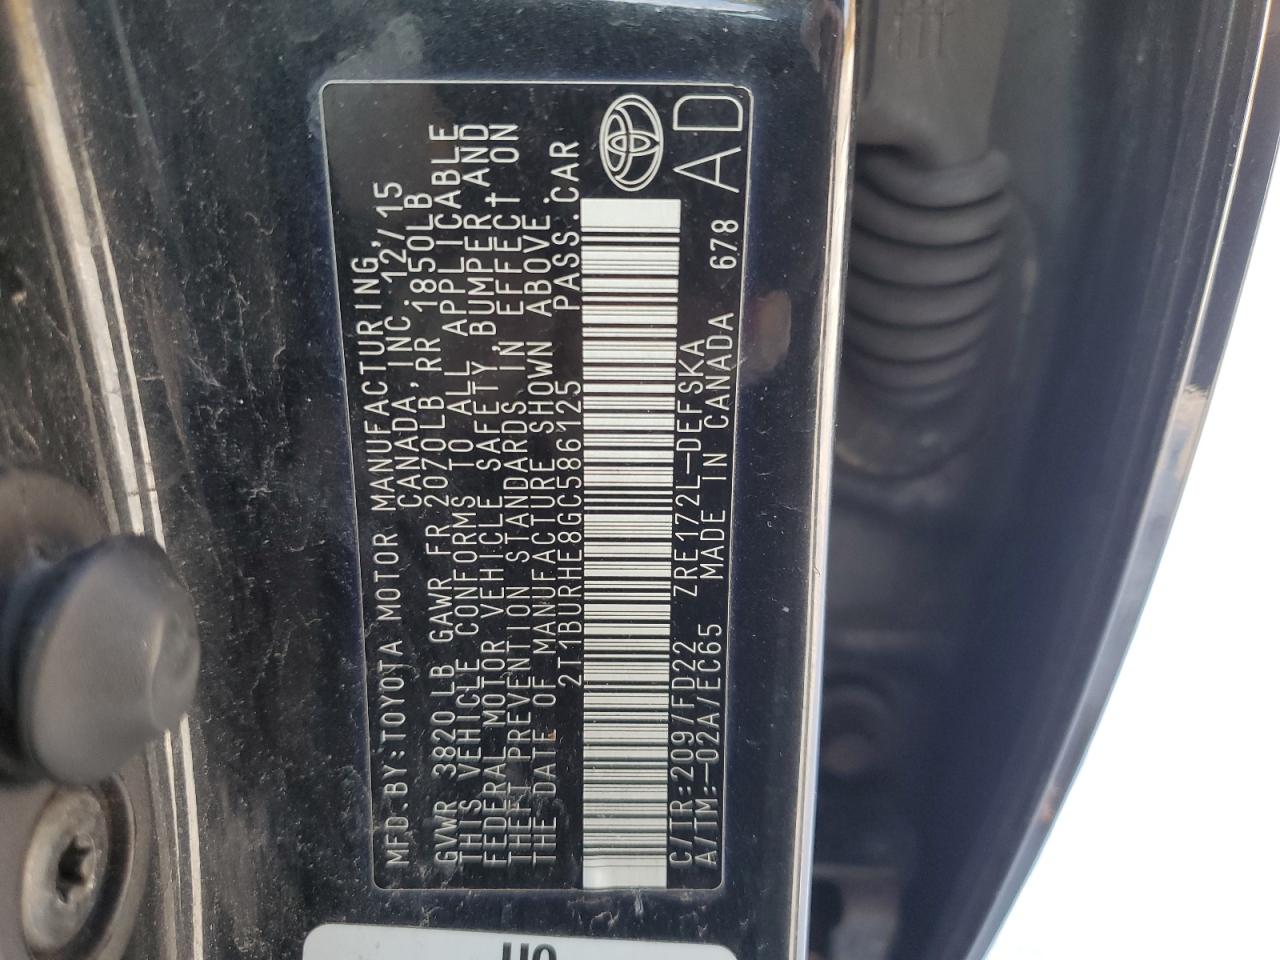 MFD.BY:TOYOTA MOTOR MANUFACTURING,
CANADA,INC. 12/15
GVWR 3820LB GAWR FR 2070LB,RR 1850LB
THIS VEHICLE CONFORMS TO ALL APPLICABLE
FEDERAL MOTOR VEHICLE SAFETY,BUMPER,AND
THEFT PREVENTION STANDARDS IN EFFECT ON
THE DATE OF MANUFACTURE SHOWN ABOVE.
2T1BURHE8GC586125 PASS.CAR
C/TR:209/FD22 ZRE172L-DEFSKA
A/TM:-02A/EC65 MADE IN CANADA 678
AD